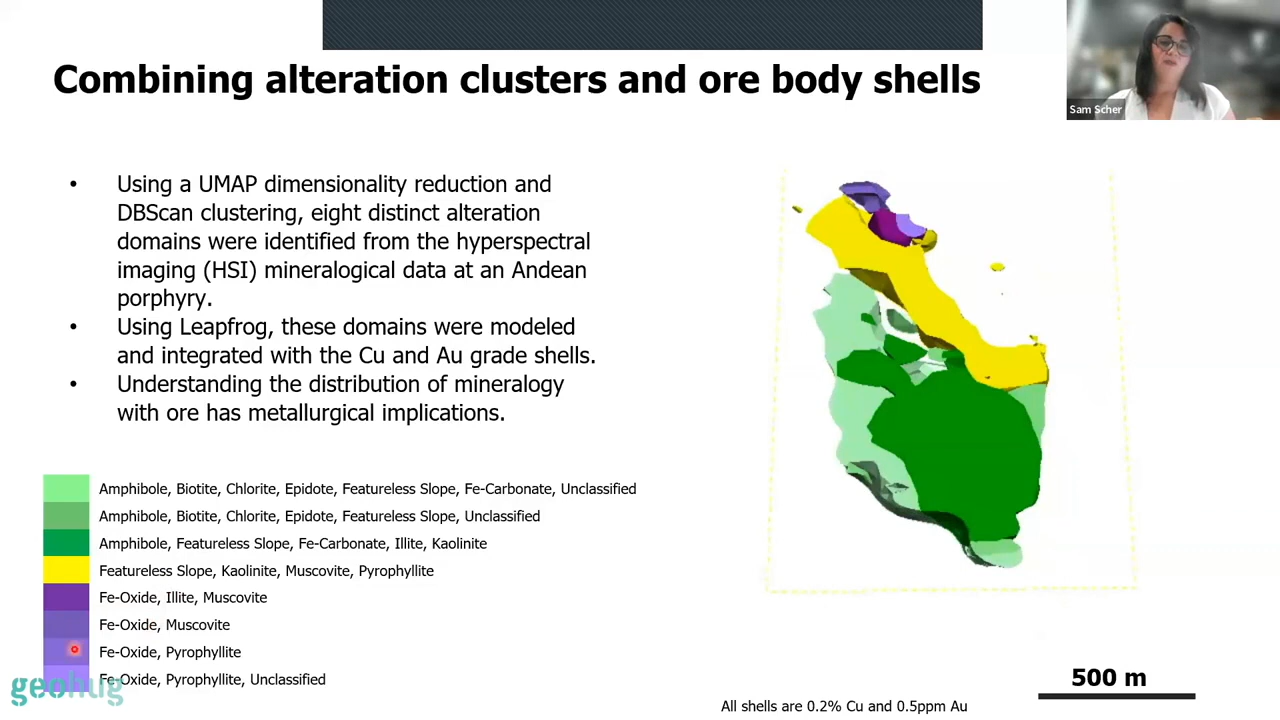 Combining alteration clusters and ore body shells
Sam Scher
• Using a UMAP dimensionality reduction and
DBScan clustering, eight distinct alteration
domains were identified from the hyperspectral
imaging (HSI) mineralogical data at an Andean
porphyry.
• Using Leapfrog, these domains were modeled
and integrated with the Cu and Au grade shells.
• Understanding the distribution of mineralogy
with ore has metallurgical implications.
Amphibole, Biotite, Chlorite, Epidote, Featureless Slope, Fe-Carbonate, Unclassified
Amphibole, Biotite, Chlorite, Epidote, Featureless Slope, Unclassified
Amphibole, Featureless Slope, Fe-Carbonate, Illite, Kaolinite
Featureless Slope, Kaolinite, Muscovite, Pyrophyllite
Fe-Oxide, Illite, Muscovite
Fe-Oxide, Muscovite
Fe-Oxide, Pyrophyllite
Fe-Oxide, Pyrophyllite, Unclassified
geohug
500 m
All shells are 0.2% Cu and 0.5ppm Au